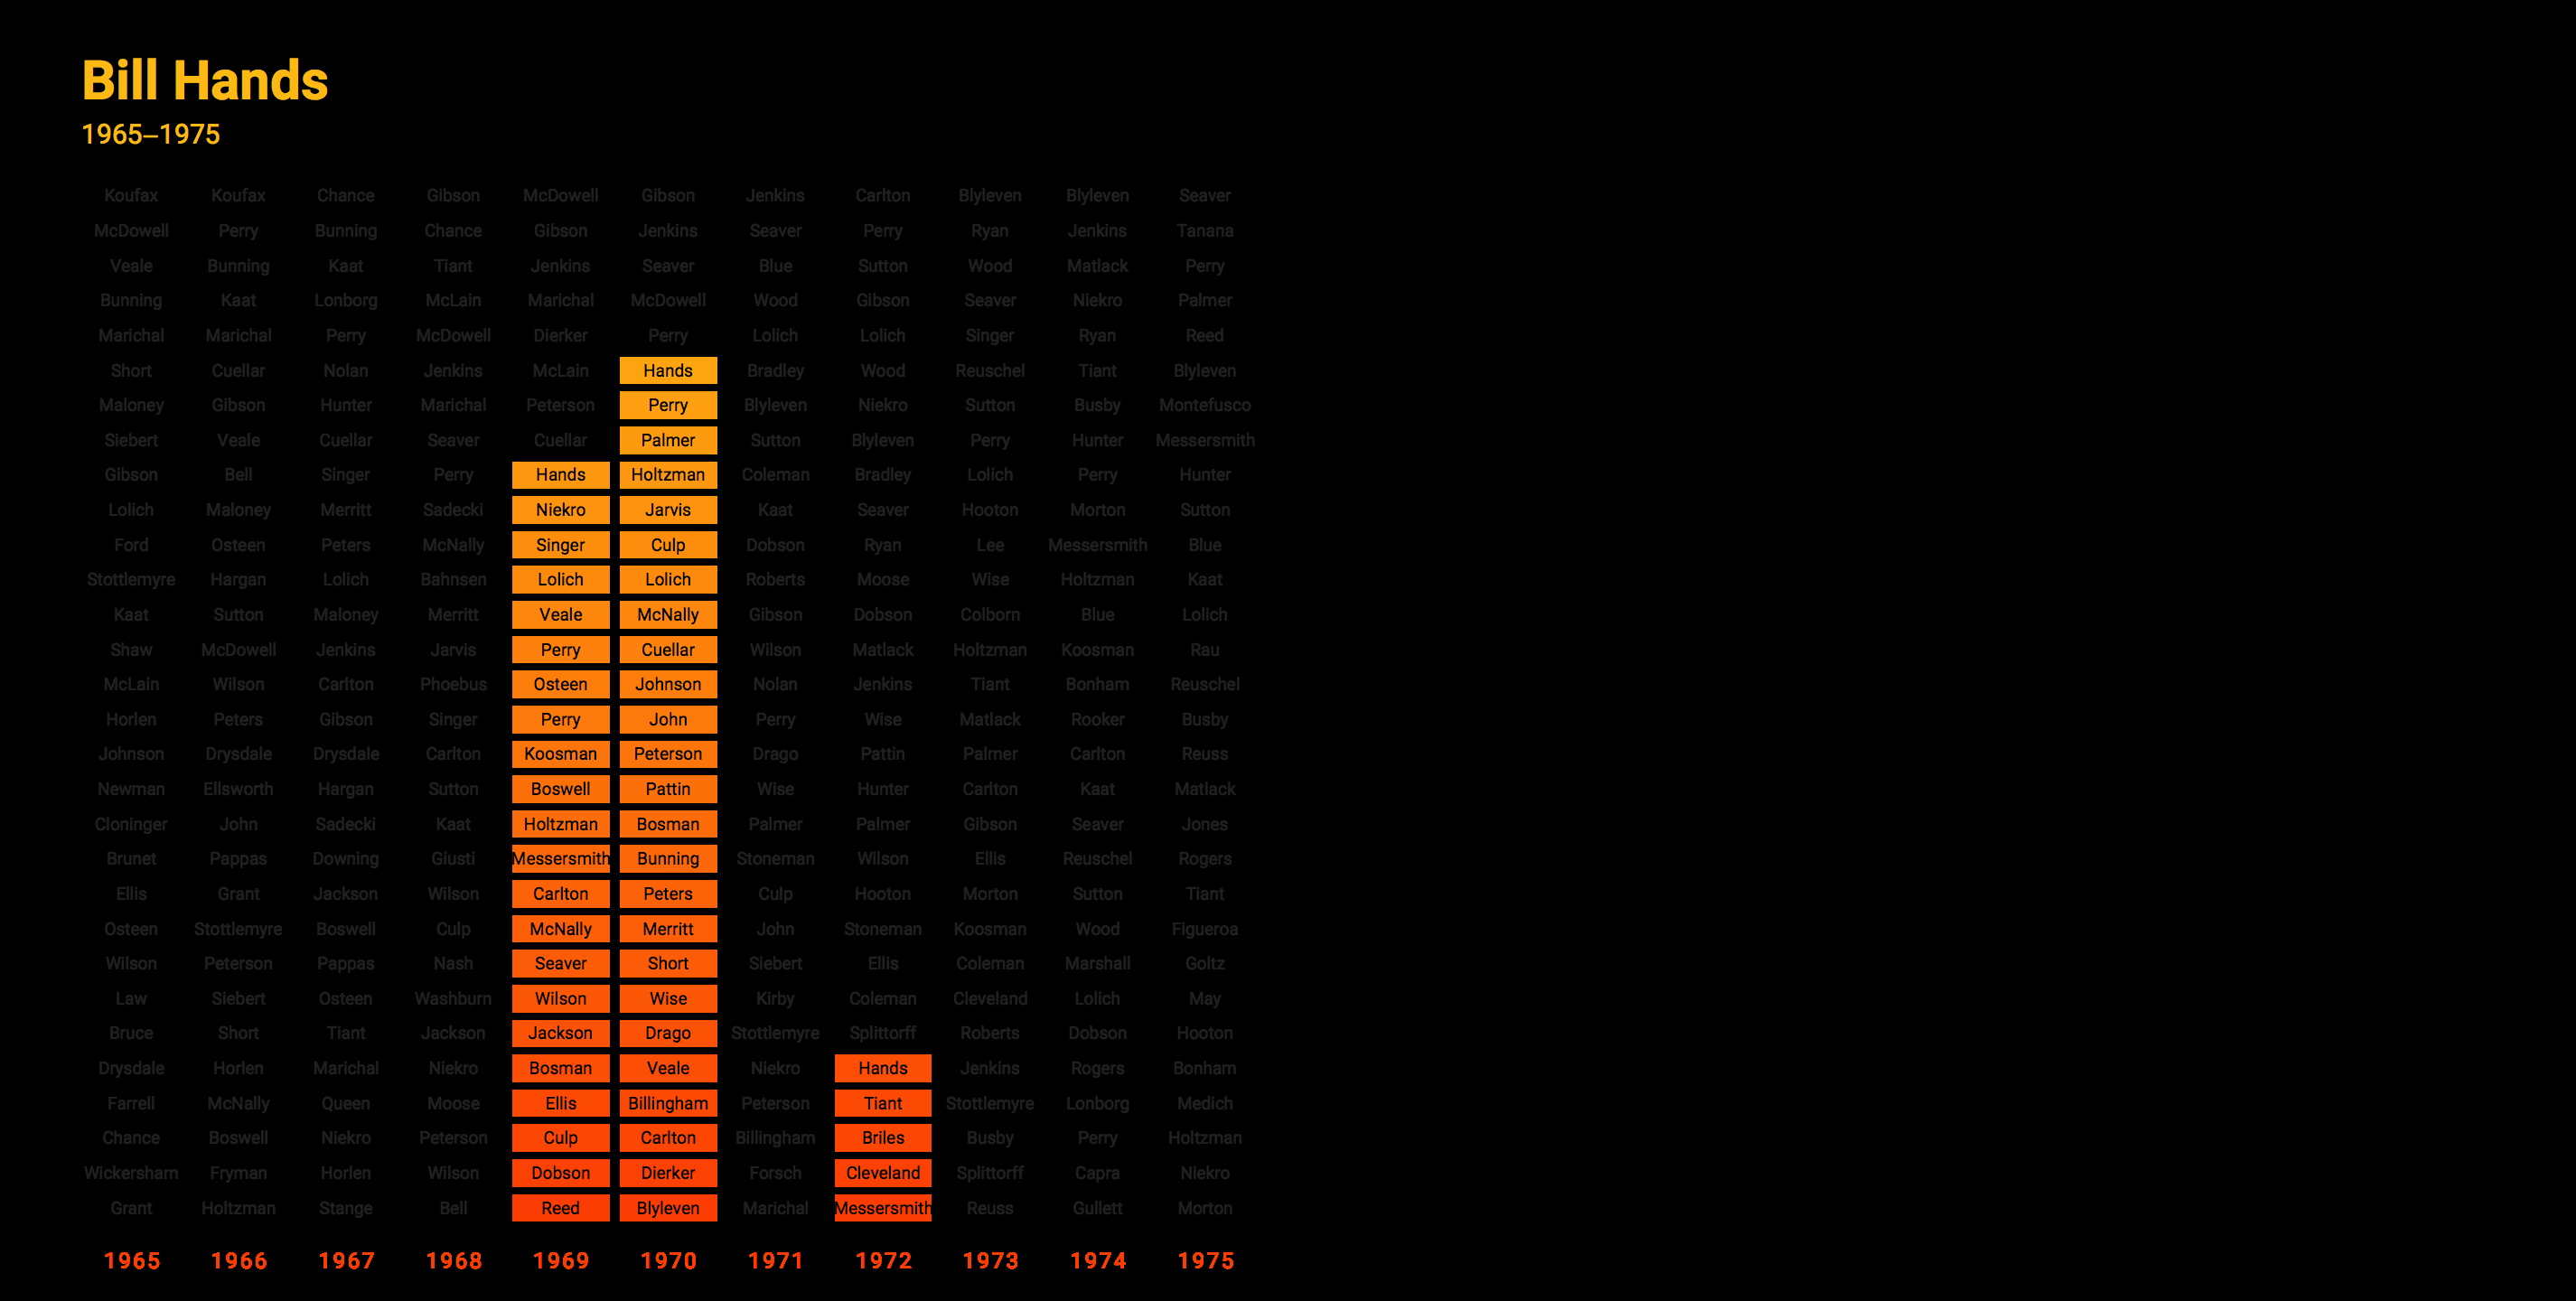 Bill Hands
1965–1975
Koufax Koufax Chance Gibson McDowell Gibson Jenkins Carlton Blyleven Blyleven Seaver
McDowell Perry Bunning Chance Gibson Jenkins Seaver Perry Ryan Jenkins Tanana
Veale Bunning Kaat Tiant Jenkins Seaver Blue Sutton Wood Matlack Perry
Bunning Kaat Lonborg McLain Marichal McDowell Wood Gibson Seaver Niekro Palmer
Marichal Marichal Perry McDowell Dierker Perry Lolich Lolich Singer Ryan Reed
Short Cuellar Nolan Jenkins McLain Hands Bradley Wood Reuschel Tiant Blyleven
Maloney Gibson Hunter Marichal Peterson Perry Blyleven Niekro Sutton Busby Montefusco
Siebert Veale Cuellar Seaver Cuellar Palmer Sutton Blyleven Perry Hunter Messersmith
Gibson Bell Singer Perry Hands Holtzman Coleman Bradley Lolich Perry Hunter
Lolich Maloney Merritt Sadecki Niekro Jarvis Kaat Seaver Hooton Morton Sutton
Ford Osteen Peters McNally Singer Culp Dobson Ryan Lee Messersmith Blue
Stottlemyre Hargan Lolich Bahnsen Lolich Lolich Roberts Moose Wise Holtzman Kaat
Kaat Sutton Maloney Merritt Veale McNally Gibson Dobson Colborn Blue Lolich
Shaw McDowell Jenkins Jarvis Perry Cuellar Wilson Matlack Holtzman Koosman Rau
McLain Wilson Carlton Phoebus Osteen Johnson Nolan Jenkins Tiant Bonham Reuschel
Horlen Peters Gibson Singer Perry John Perry Wise Matlack Rooker Busby
Johnson Drysdale Drysdale Carlton Koosman Peterson Drago Pattin Palmer Carlton Reuss
Newman Ellsworth Hargan Sutton Boswell Pattin Wise Hunter Carlton Kaat Matlack
Cloninger John Sadecki Kaat Holtzman Bosman Palmer Palmer Gibson Seaver Jones
Brunet Pappas Downing Giusti Messersmith Bunning Stoneman Wilson Ellis Reuschel Rogers
Ellis Grant Jackson Wilson Carlton Peters Culp Hooton Morton Sutton Tiant
Osteen Stottlemyre Boswell Culp McNally Merritt John Stoneman Koosman Wood Figueroa
Wilson Peterson Pappas Nash Seaver Short Siebert Ellis Coleman Marshall Goltz
Law Siebert Osteen Washburn Wilson Wise Kirby Coleman Cleveland Lolich May
Bruce Short Tiant Jackson Jackson Drago Stottlemyre Splittorff Roberts Dobson Hooton
Drysdale Horlen Marichal Niekro Bosman Veale Niekro Hands Jenkins Rogers Bonham
Farrell McNally Queen Moose Ellis Billingham Peterson Tiant Stottlemyre Lonborg Medich
Chance Boswell Niekro Peterson Culp Carlton Billingham Briles Busby Perry Holtzman
Wickersham Fryman Horlen Wilson Dobson Dierker Forsch Cleveland Splittorff Capra Niekro
Grant Holtzman Stange Bell Reed Blyleven Marichal Messersmith Reuss Gullett Morton
1965 1966 1967 1968 1969 1970 1971 1972 1973 1974 1975